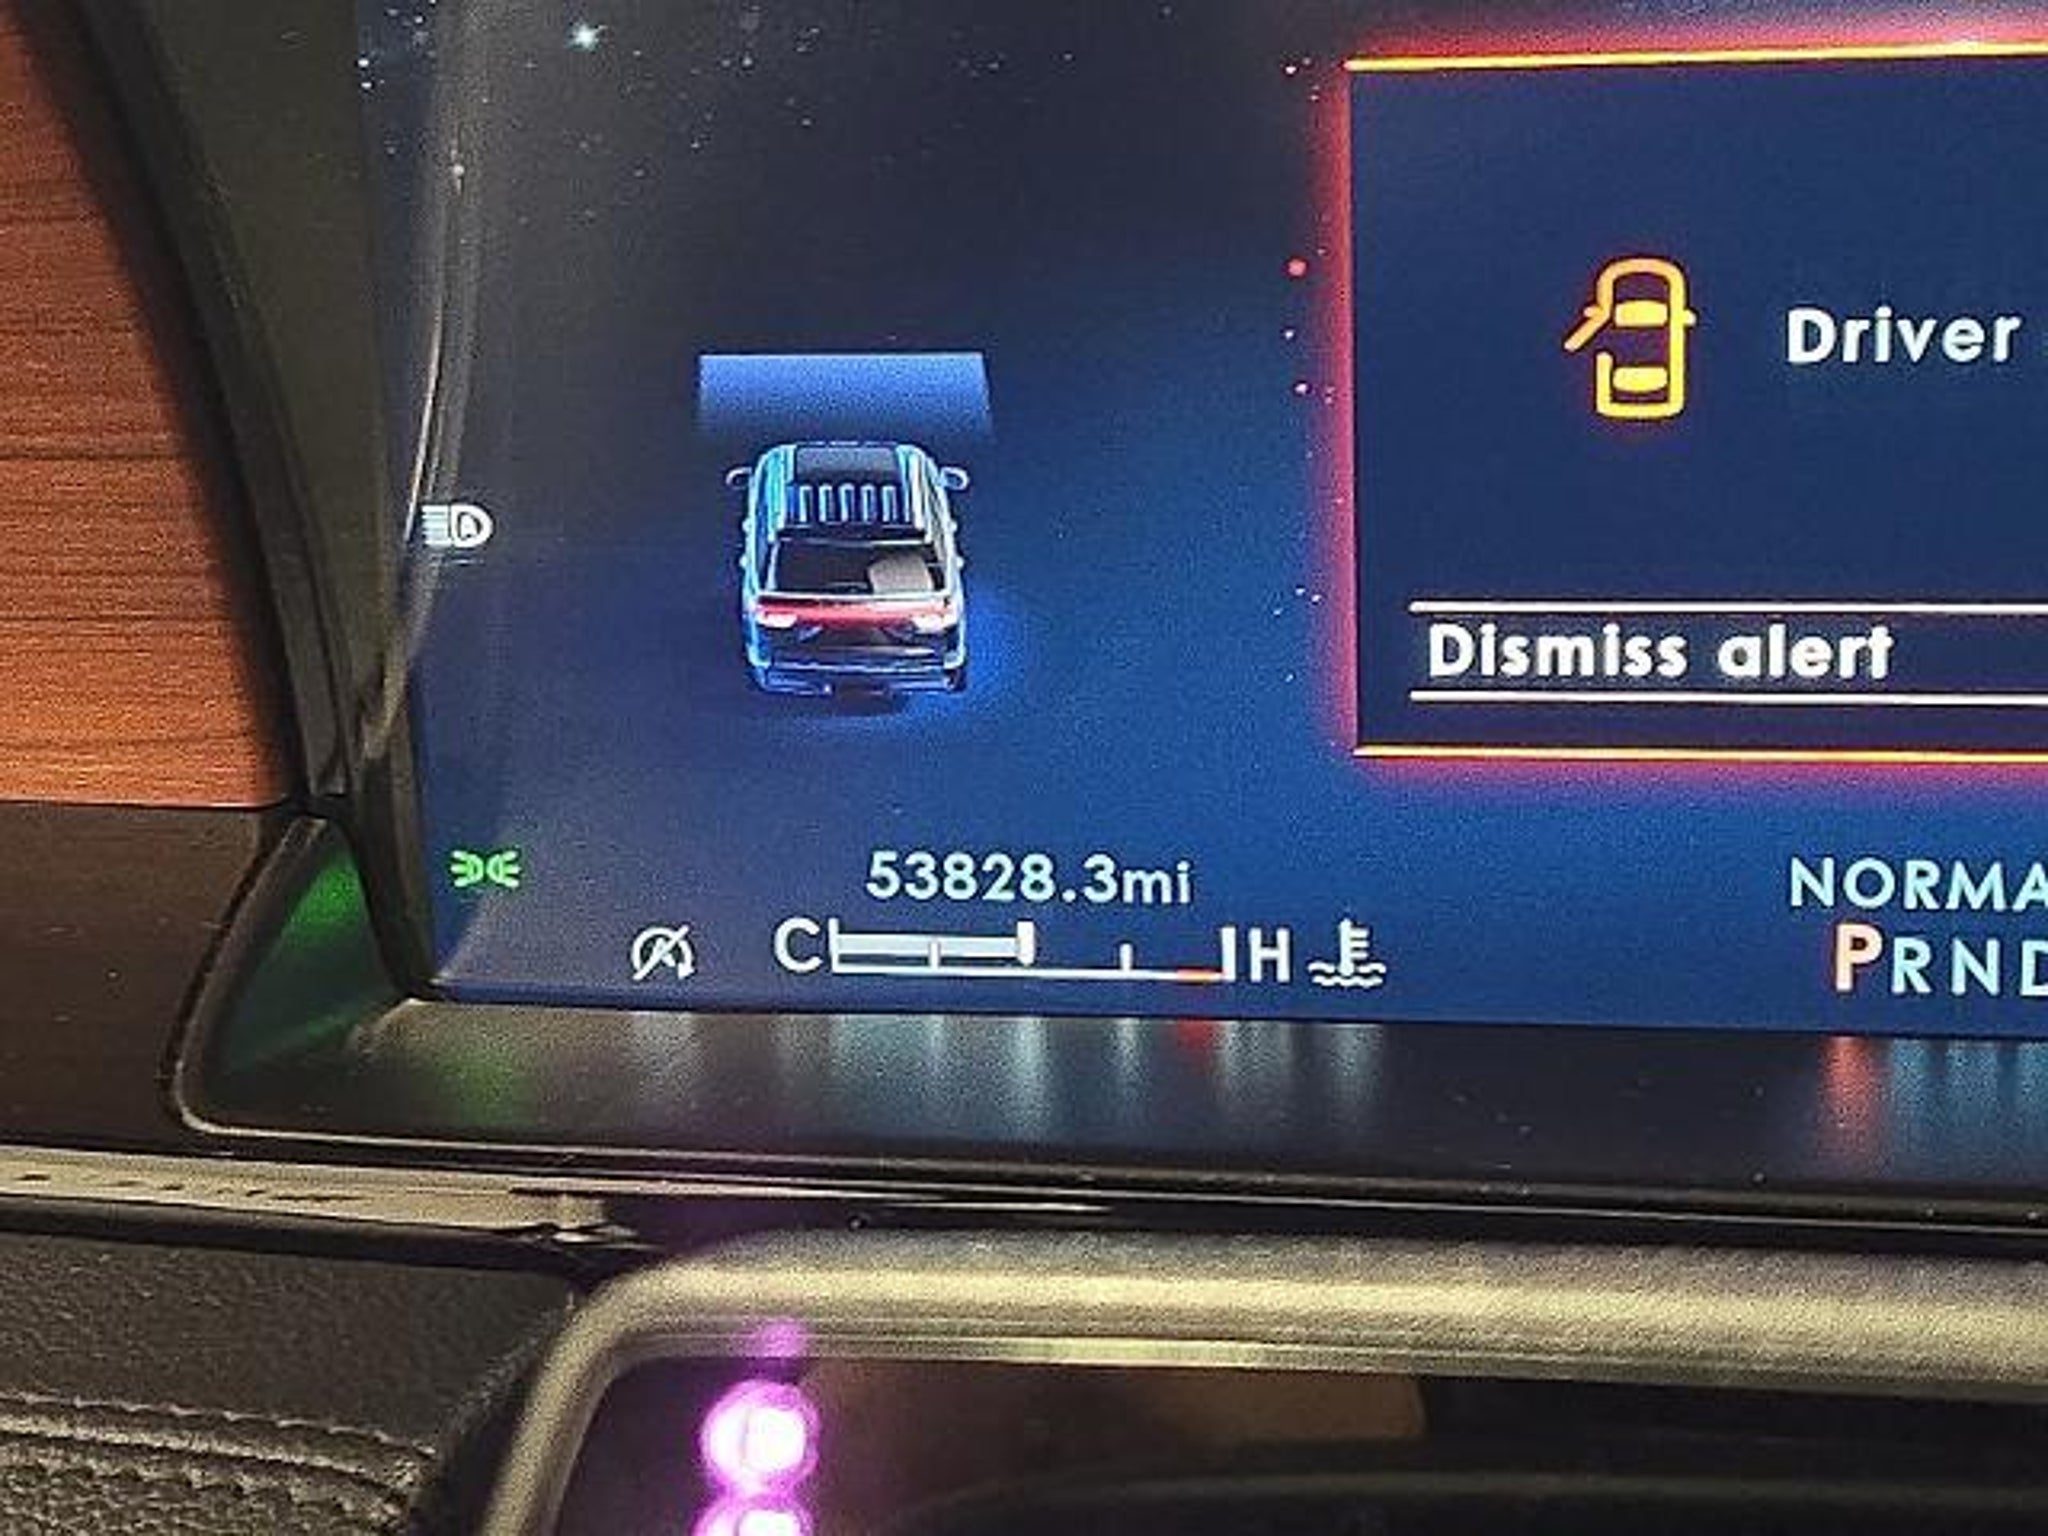 Driver
Dismiss alert
53828.3mi
NORMA
C H
PRND